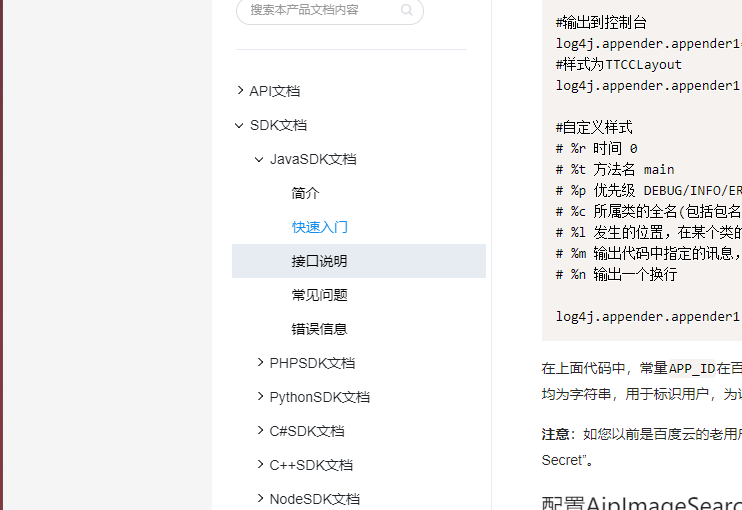 搜索本产品文档内容
API文档
SDK文档
JavaSDK文档
简介
快速入门
接口说明
常见问题
错误信息
PHPSDK文档
PythonSDK文档
C#SDK文档
C++SDK文档
NodeSDK文档
#输出到控制台
log4j.appender.appender1
#样式为TTCCLayout
log4j.appender.appender1
#自定义样式
# %r 时间 0
# %t 方法名 main
# %p 优先级 DEBUG/INFO/ER
# %c 所属类的全名(包括包名
# %l 发生的位置，在某个类的
# %m 输出代码中指定的讯息，
# %n 输出一个换行
log4j.appender.appender1
在上面代码中，常量APP_ID在百
均为字符串，用于标识用户，为
注意：如您以前是百度云的老用
Secret”。
配置AipImageSearc